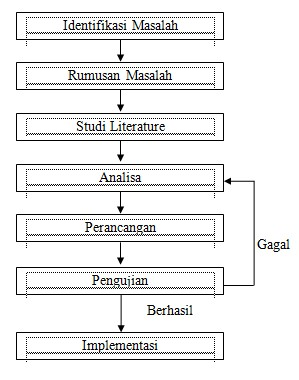 Identifikasi Masalah
Rumusan Masalah
Studi Literature
Analisa
Perancangan
Gagal
Pengujian
Berhasil
Implementasi